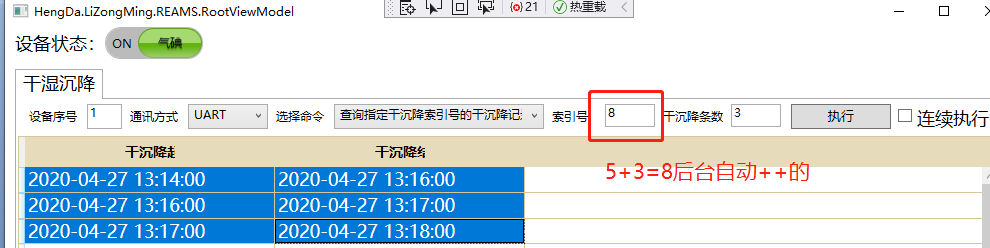 HengDa.LiZongMing.REAMS.RootViewModel
21 热重载
设备状态： ON 气碘
干湿沉降
设备序号 1 通讯方式 UART 选择命令 查询指定干沉降索引号的干沉降记 索引号 8 干沉降条数 3 执行 连续执行
干沉降起 干沉降
5+3=8后台自动++的
2020-04-27 13:14:00 2020-04-27 13:16:00
2020-04-27 13:16:00 2020-04-27 13:17:00
2020-04-27 13:17:00 2020-04-27 13:18:00